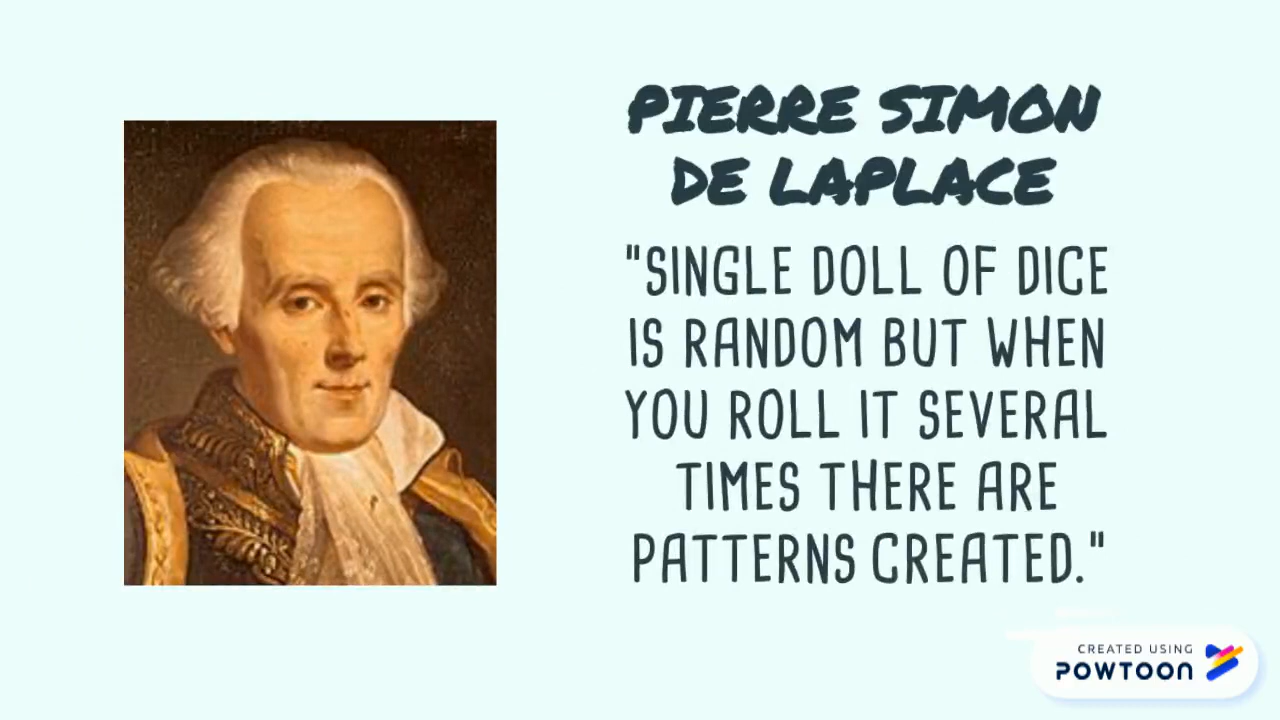 PIERRE SIMON
DE LAPLACE
"SINGLE DOLL OF DICE
IS RANDOM BUT WHEN
YOU ROLL IT SEVERAL
TIMES THERE ARE
PATTERNS CREATED."
CREATED USING
POWTOON